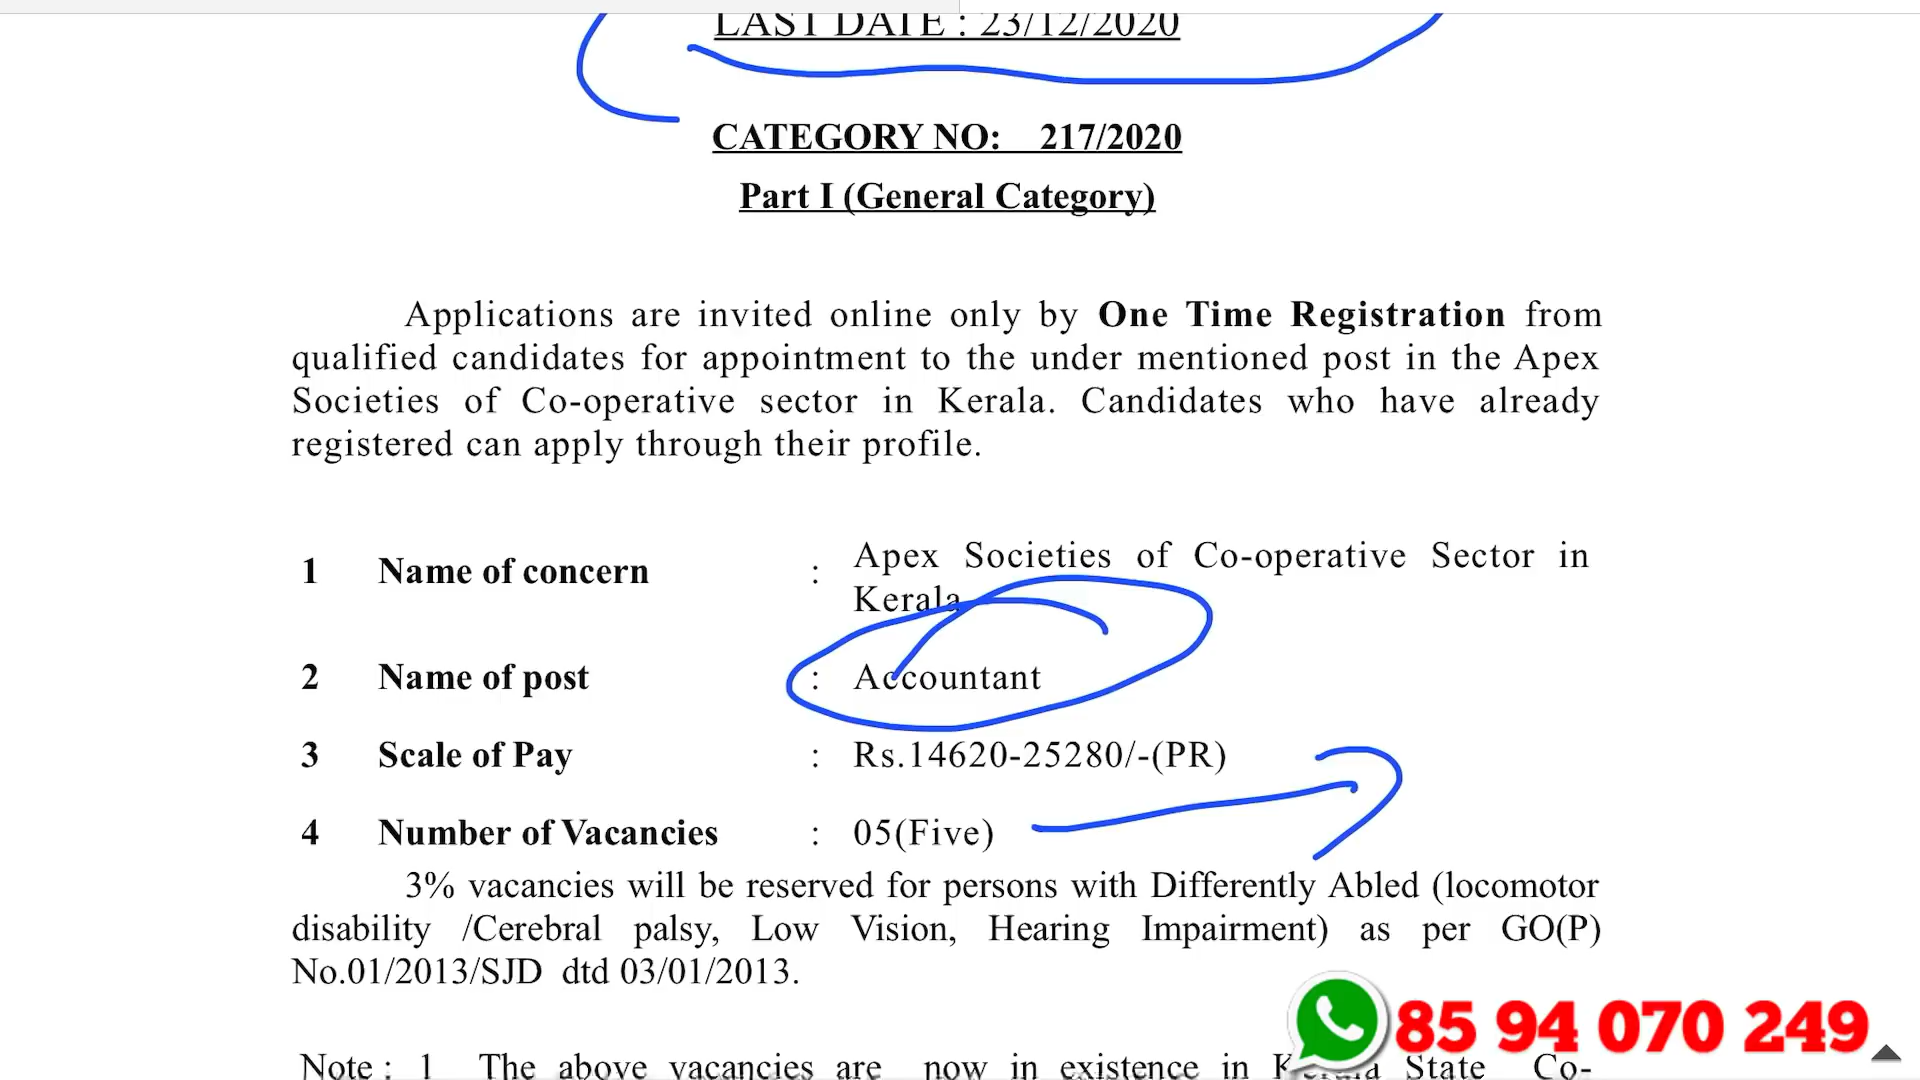 LAST DATE : 23/12/2020
CATEGORY NO: 217/2020
Part I (General Category)
Applications are invited online only by One Time Registration from
qualified candidates for appointment to the under mentioned post in the Apex
Societies of Co-operative sector in Kerala. Candidates who have already
registered can apply through their profile.
1 Name of concern : Apex Societies of Co-operative Sector in
Kerala
2 Name of post : Accountant
3 Scale of Pay : Rs.14620-25280/-(PR)
4 Number of Vacancies : 05(Five)
3% vacancies will be reserved for persons with Differently Abled (locomotor
disability /Cerebral palsy, Low Vision, Hearing Impairment) as per GO(P)
No.01/2013/SJD dtd 03/01/2013.
85 94 070 249
Note : 1 The above vacancies are now in existence in Kerala State Co-